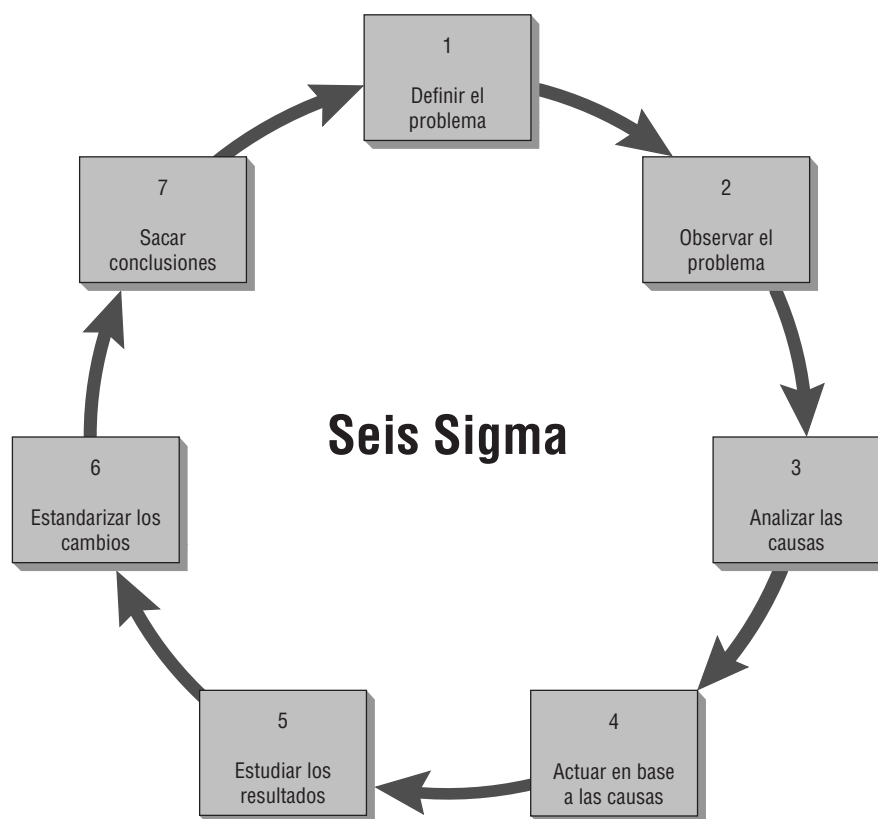 1
Definir el
problema
2
Observar el
problema
3
Analizar las
causas
4
Actuar en base
a las causas
5
Estudiar los
resultados
6
Estandarizar los
cambios
7
Sacar
conclusiones
Seis Sigma